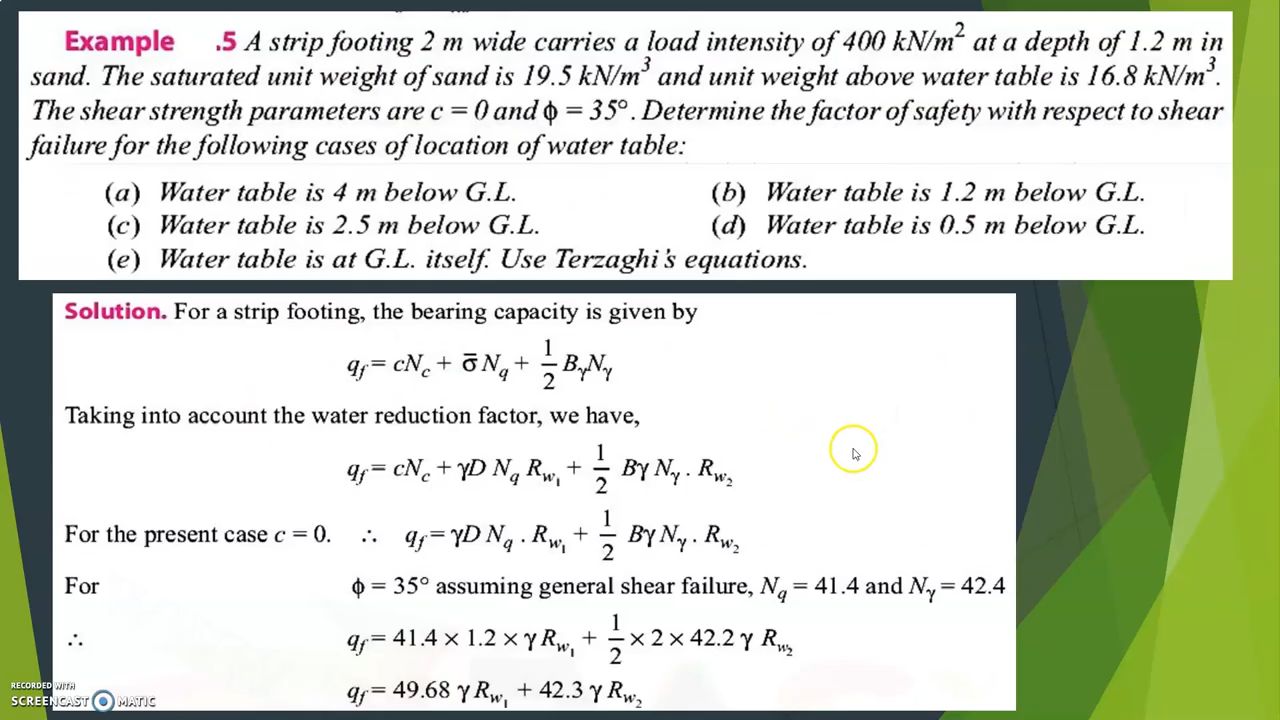 Example .5 A strip footing 2 m wide carries a load intensity of 400 kN/m² at a depth of 1.2 m in
sand. The saturated unit weight of sand is 19.5 kN/m³ and unit weight above water table is 16.8 kN/m³.
The shear strength parameters are c = 0 and ϕ = 35°. Determine the factor of safety with respect to shear
failure for the following cases of location of water table:
(a) Water table is 4 m below G.L. (b) Water table is 1.2 m below G.L.
(c) Water table is 2.5 m below G.L. (d) Water table is 0.5 m below G.L.
(e) Water table is at G.L. itself. Use Terzaghi's equations.
Solution. For a strip footing, the bearing capacity is given by
q_f = cN_c + σ̄ N_q + 1/2 B_γN_γ
Taking into account the water reduction factor, we have,
q_f = cN_c + γD N_q R_w₁ + 1/2 Bγ N_γ . R_w₂
For the present case c = 0. ∴ q_f = γD N_q . R_w₁ + 1/2 Bγ N_γ . R_w₂
For ϕ = 35° assuming general shear failure, N_q = 41.4 and N_γ = 42.4
∴ q_f = 41.4 × 1.2 × γ R_w₁ + 1/2 × 2 × 42.2 γ R_w₂
q_f = 49.68 γ R_w₁ + 42.3 γ R_w₂
RECORDED WITH
SCREENCAST MATIC